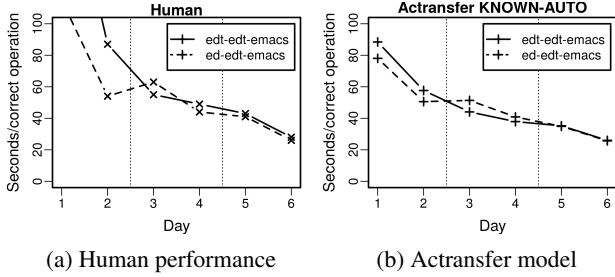 Human
Seconds/correct operation
0 20 40 60 80 100
edt-edt-emacs
ed-edt-emacs
1 2 3 4 5 6
Day
(a) Human performance
Actransfer KNOWN-AUTO
Seconds/correct operation
0 20 40 60 80 100
edt-edt-emacs
ed-edt-emacs
1 2 3 4 5 6
Day
(b) Actransfer model